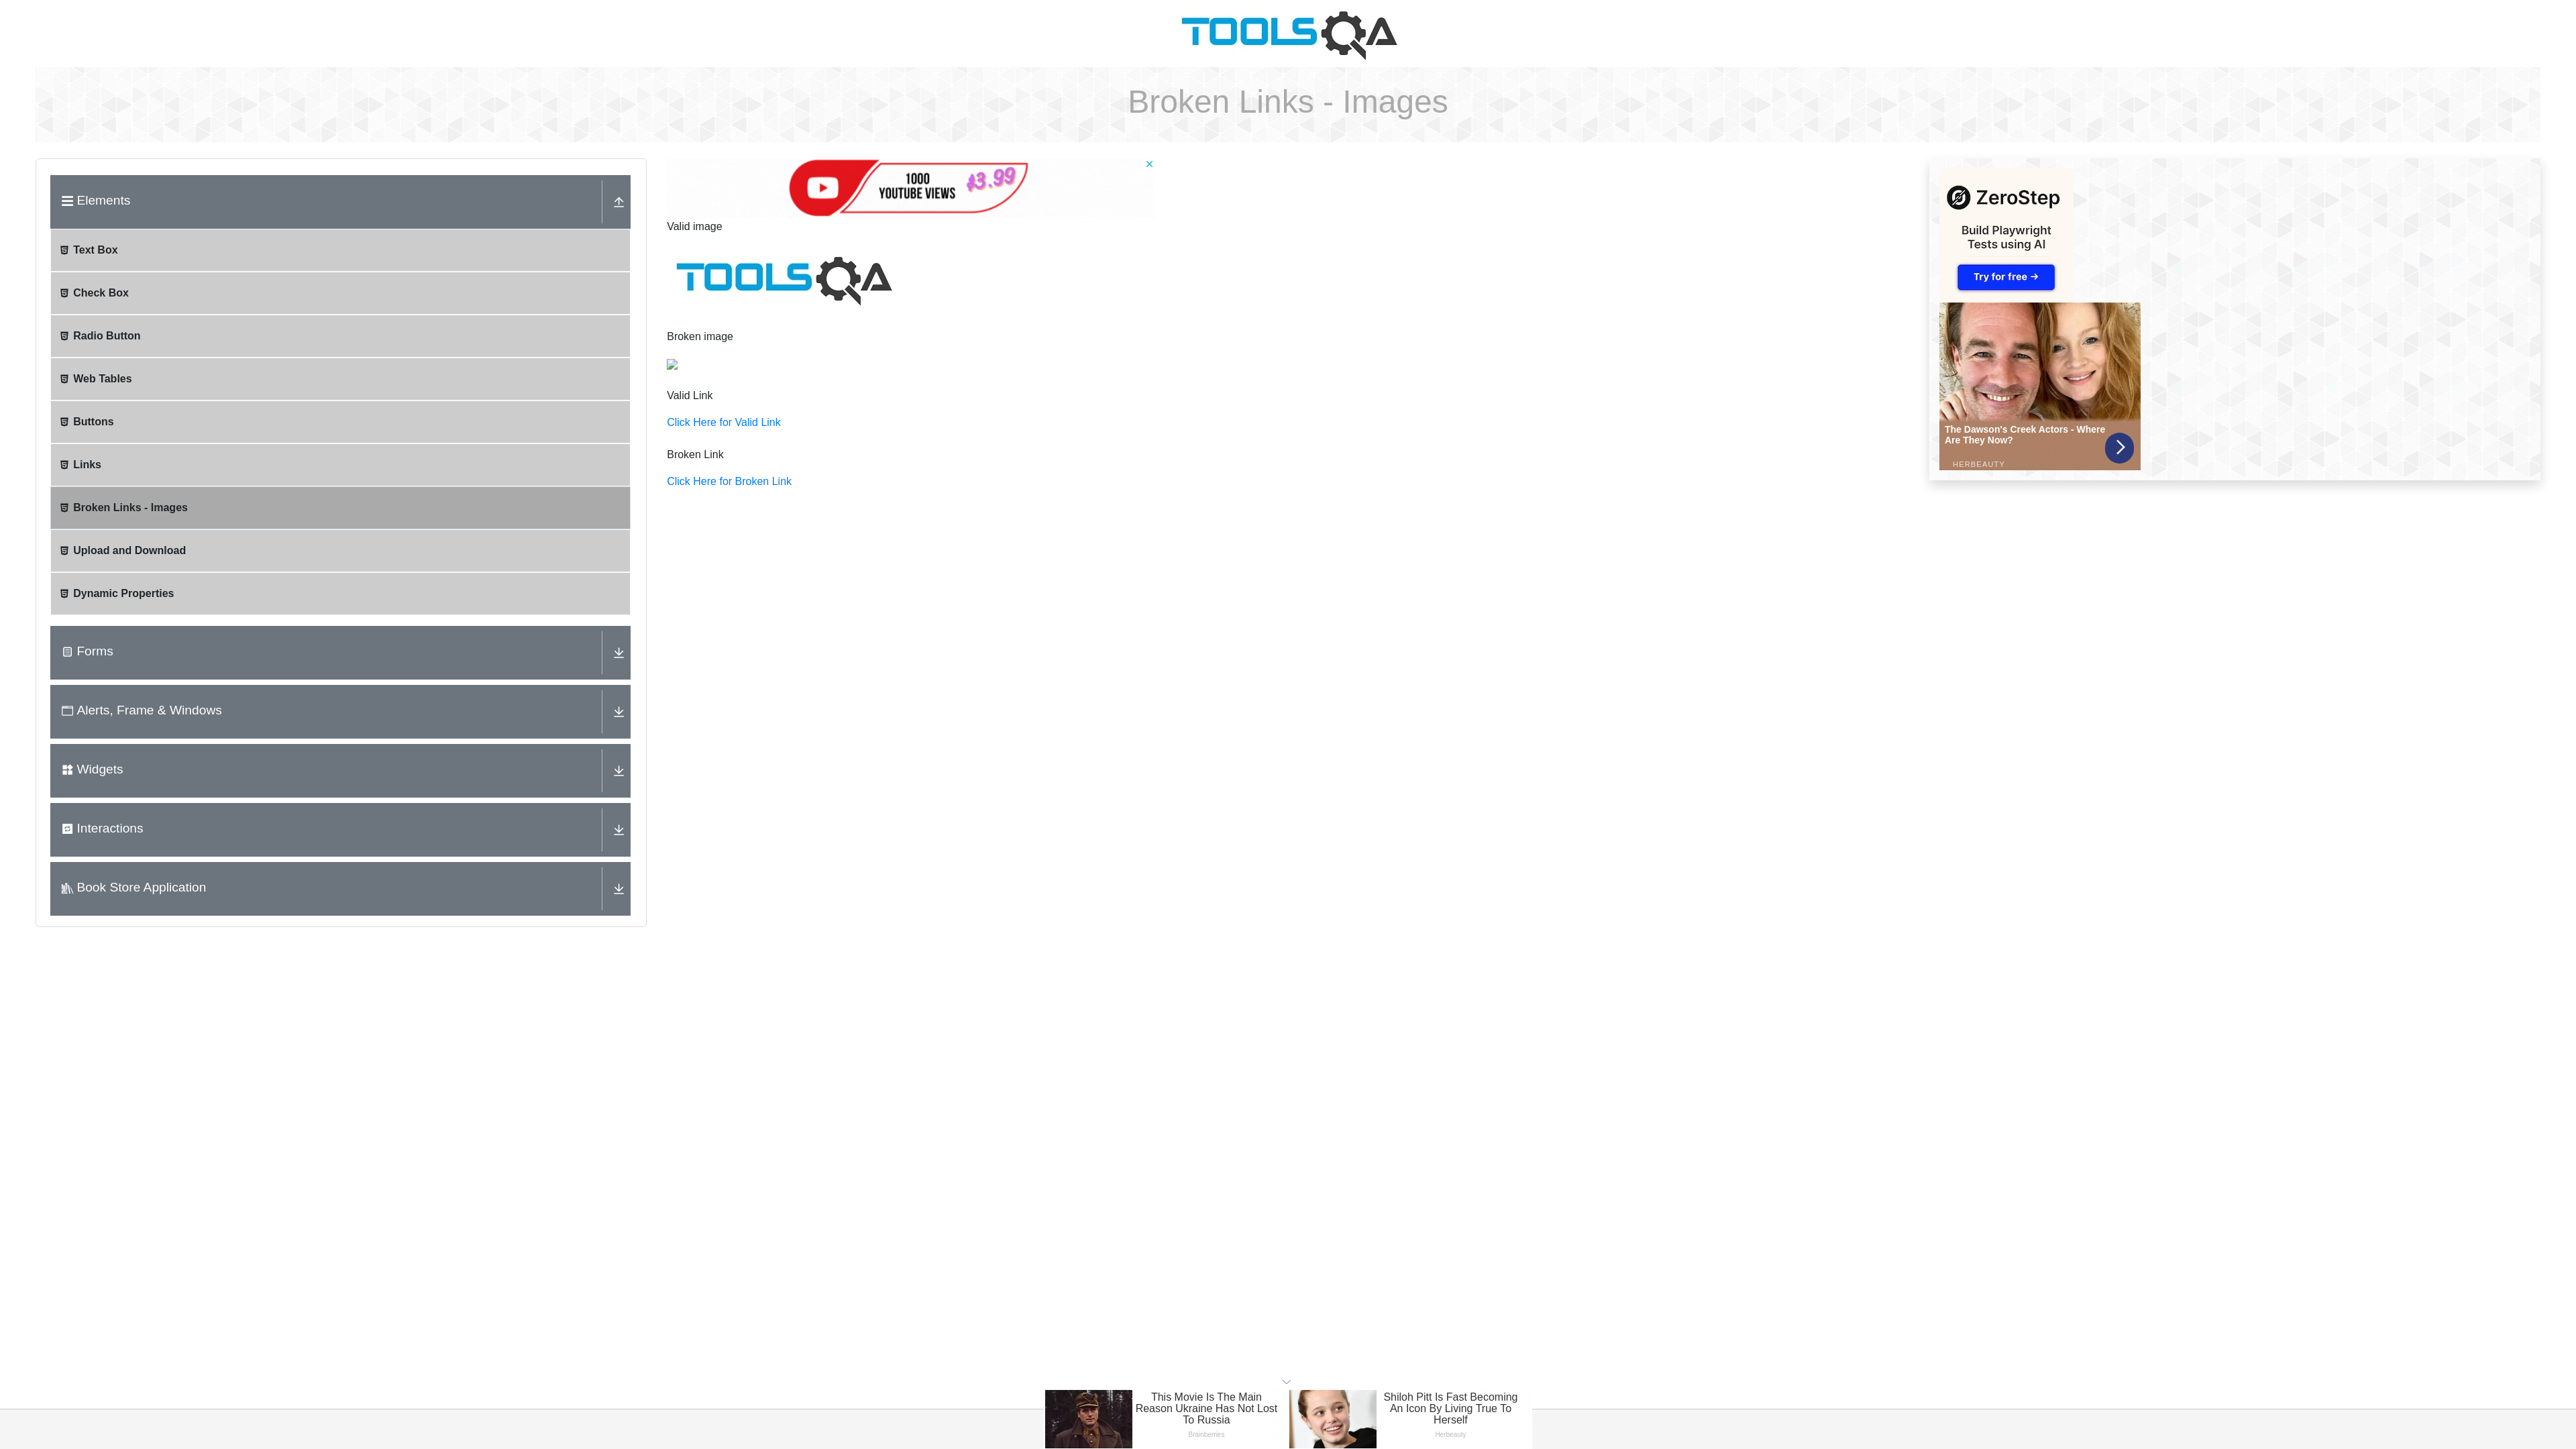 TOOLSQA
Broken Links - Images
Elements
Text Box
Check Box
Radio Button
Web Tables
Buttons
Links
Broken Links - Images
Upload and Download
Dynamic Properties
Forms
Alerts, Frame & Windows
Widgets
Interactions
Book Store Application
1000
YOUTUBE VIEWS
$3.99
Valid image
TOOLSQA
Broken image
Valid Link
Click Here for Valid Link
Broken Link
Click Here for Broken Link
ZeroStep
Build Playwright
Tests using AI
Try for free →
The Dawson's Creek Actors - Where
Are They Now?
HERBEAUTY
This Movie Is The Main
Reason Ukraine Has Not Lost
To Russia
Brainberries
Shiloh Pitt Is Fast Becoming
An Icon By Living True To
Herself
Herbeauty